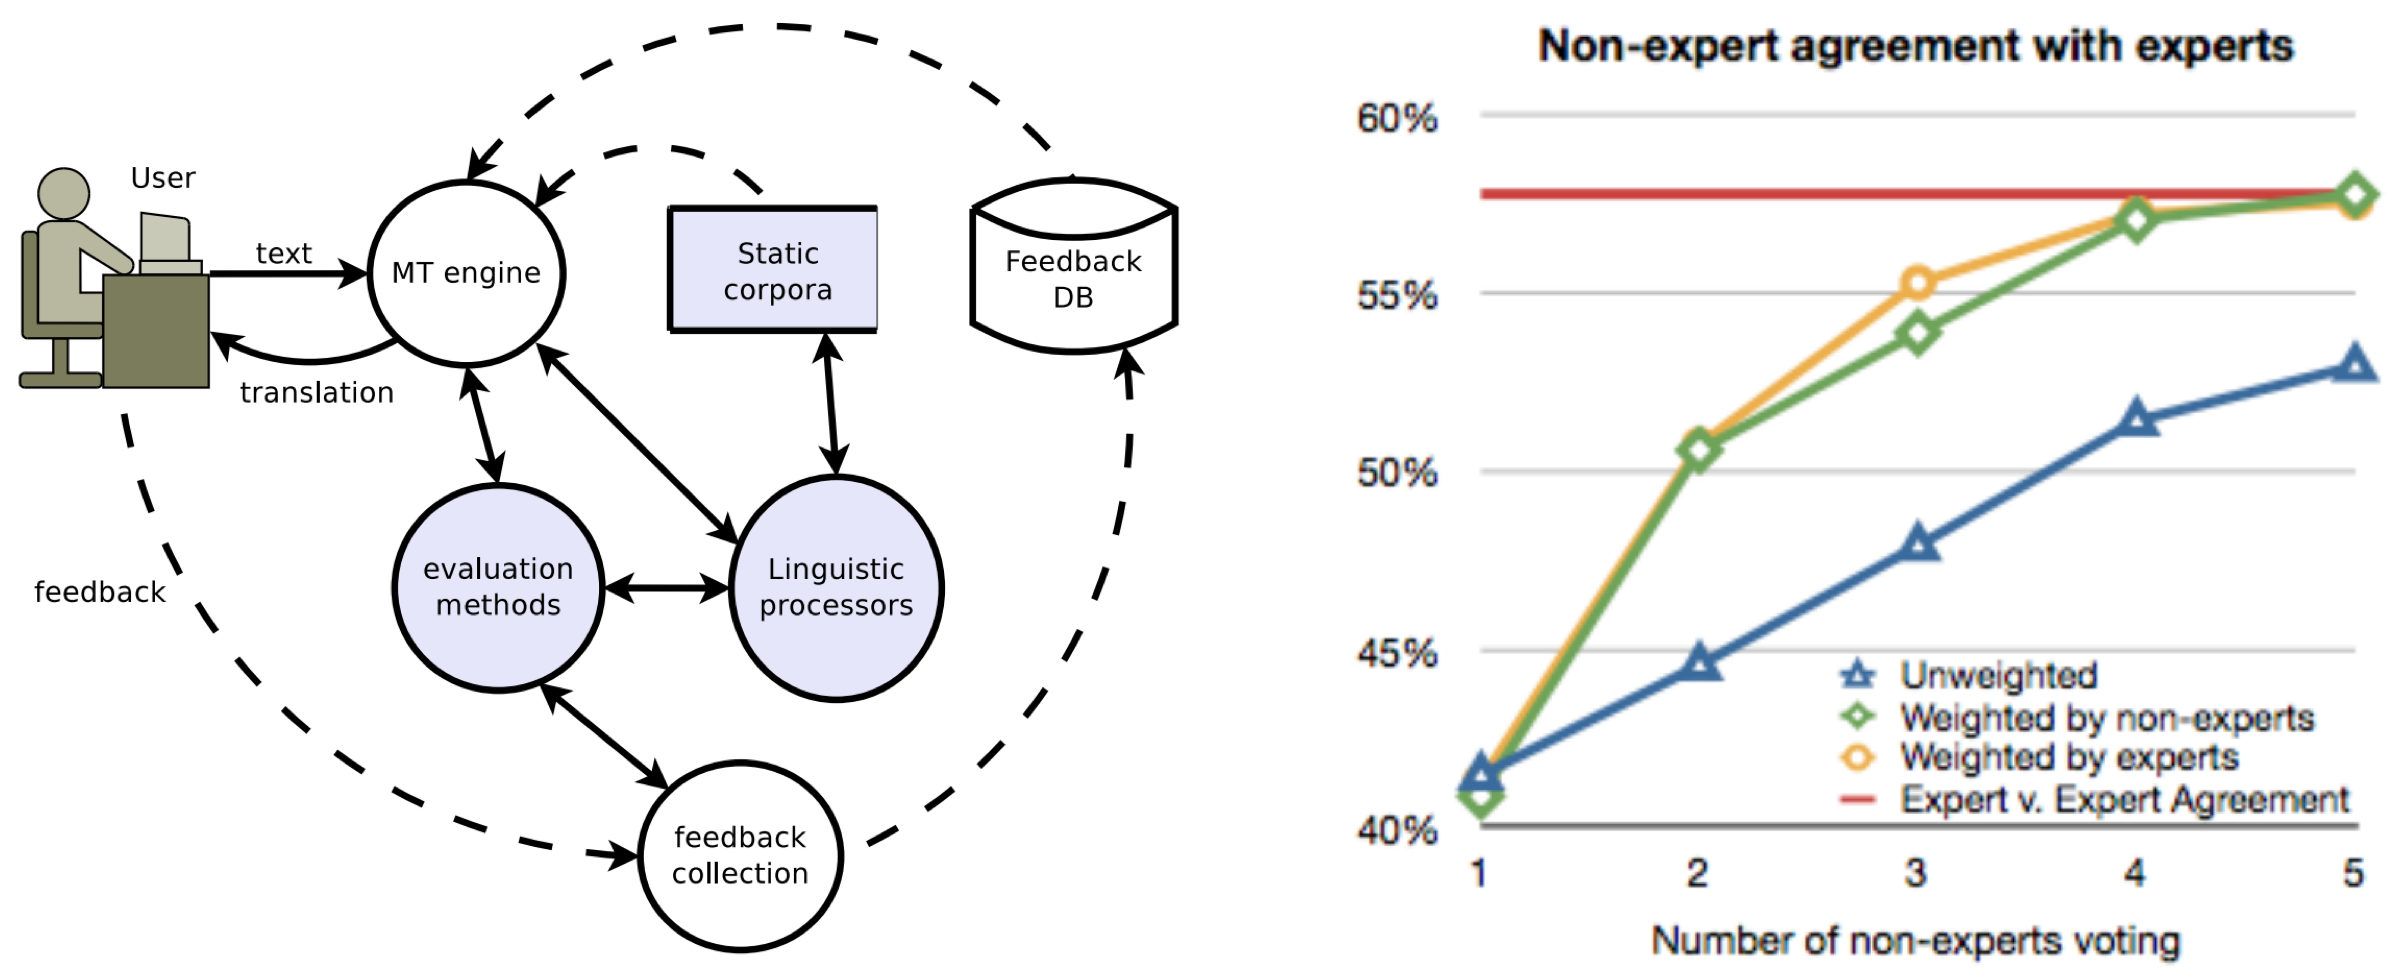 User
text
MT engine
translation
Static
corpora
Feedback
DB
evaluation
methods
Linguistic
processors
feedback
feedback
collection
Non-expert agreement with experts
60%
55%
50%
45%
40%
Unweighted
Weighted by non-experts
Weighted by experts
Expert v. Expert Agreement
1 2 3 4 5
Number of non-experts voting